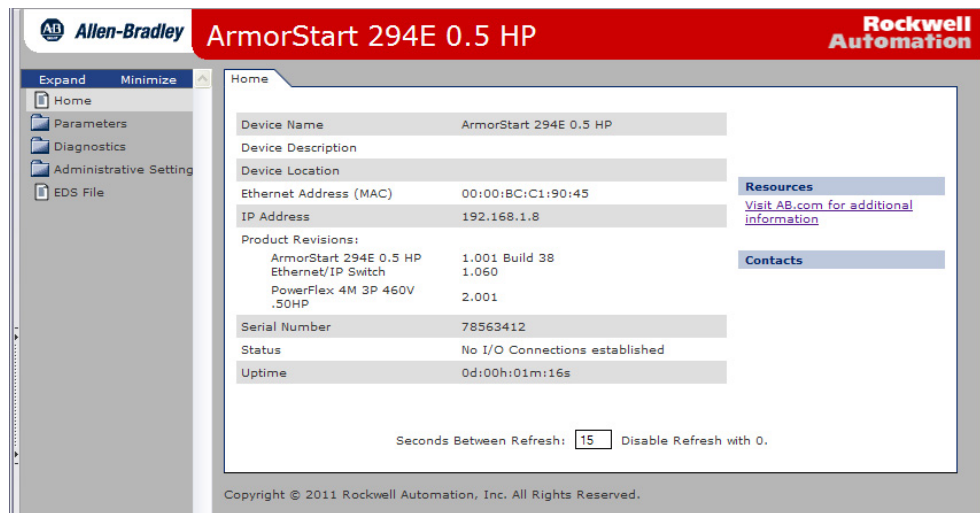 AB Allen-Bradley
ArmorStart 294E 0.5 HP
Rockwell
Automation
Expand Minimize
Home
Parameters
Diagnostics
Administrative Setting
EDS File
Home
Device Name ArmorStart 294E 0.5 HP
Device Description
Device Location
Ethernet Address (MAC) 00:00:BC:C1:90:45
IP Address 192.168.1.8
Product Revisions:
ArmorStart 294E 0.5 HP 1.001 Build 38
Ethernet/IP Switch 1.060
PowerFlex 4M 3P 460V
.50HP 2.001
Serial Number 78563412
Status No I/O Connections established
Uptime 0d:00h:01m:16s
Resources
Visit AB.com for additional
information
Contacts
Seconds Between Refresh: 15 Disable Refresh with 0.
Copyright © 2011 Rockwell Automation, Inc. All Rights Reserved.